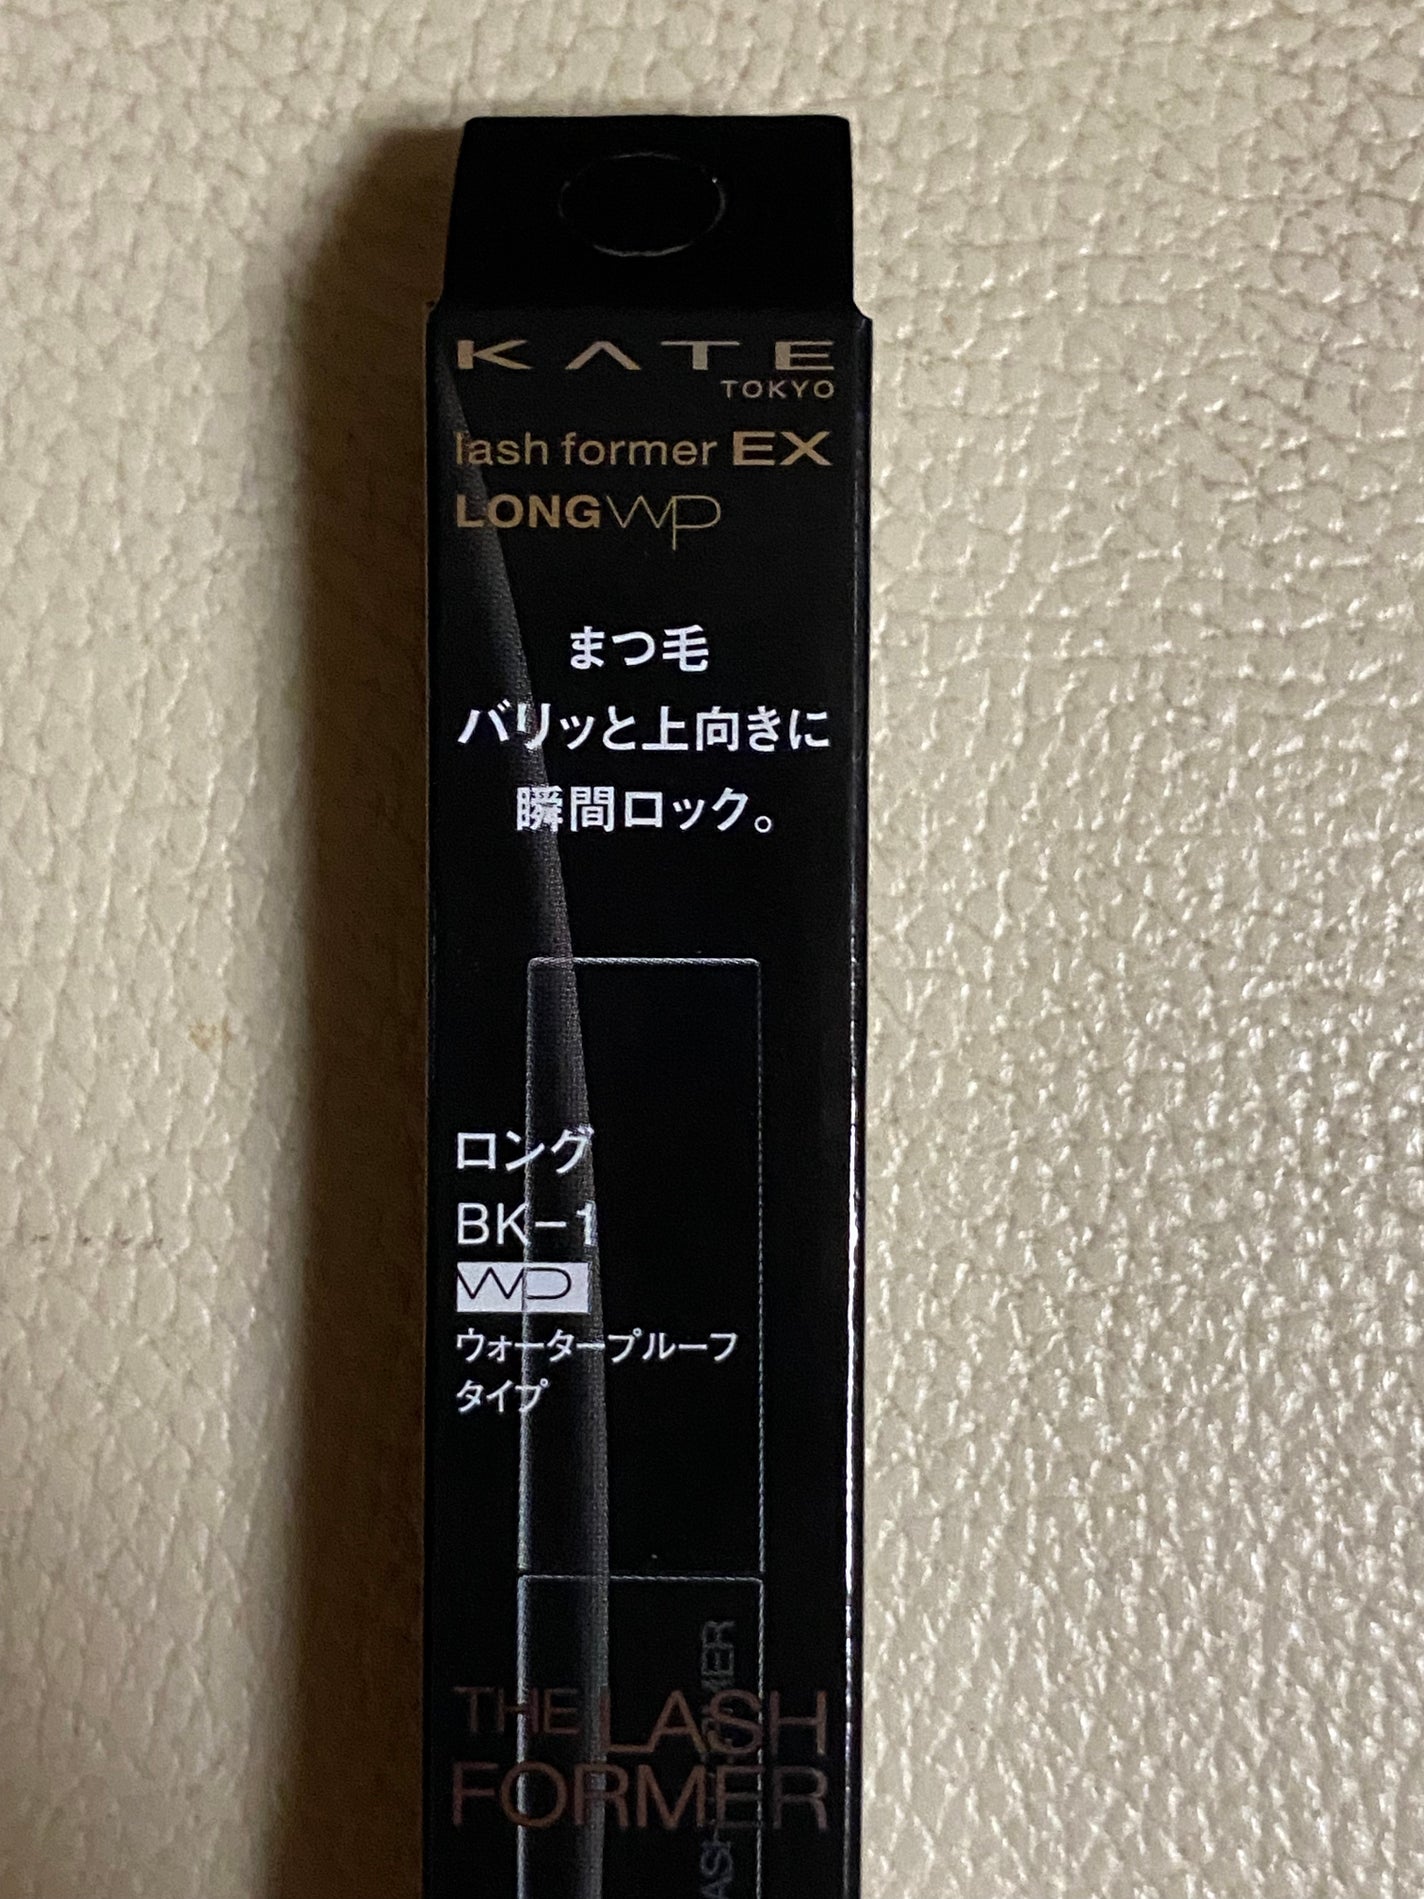 KATE
TOKYO
lash former EX
LONG WP
まつ毛
バリッと上向きに
瞬間ロック。
ロング
BK-1
WP
ウォータープルーフ
タイプ
THE LASH
FORMER
LASH FORMER